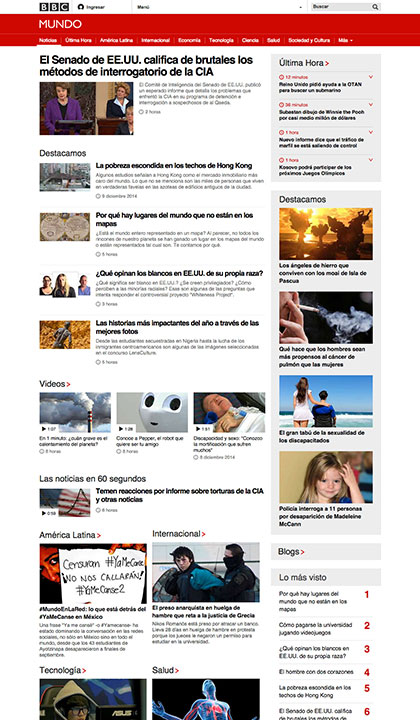 BBC
Ingresar
Menú
Buscar
MUNDO
Noticias
Última Hora
América Latina
Internacional
Economía
Tecnología
Ciencia
Salud
Sociedad y Cultura
Más
El Senado de EE.UU. califica de brutales los
métodos de interrogatorio de la CIA
El Comité de Inteligencia del Senado de EE.UU. publicó
un esperado informe que detalla los problemas que
enfrentó la CIA en su programa de detención e
interrogación a sospechosos de al Qaeda.
2 horas
Destacamos
La pobreza escondida en los techos de Hong Kong
Algunos estudios señalan a Hong Kong como el mercado inmobiliario más
caro del mundo. Lo que no se menciona son las miles de personas que viven
en verdaderas favelas en las azoteas de edificios antiguos de la ciudad.
8 diciembre 2014
Por qué hay lugares del mundo que no están en los
mapas
¿Está el mundo entero representado en un mapa? Al parecer, no todos los
rincones de nuestro planeta se han ganado un lugar en los mapas del mundo
o están representados tal cual son. Te contamos por qué.
5 horas
¿Qué opinan los blancos en EE.UU. de su propia raza?
¿Qué significa ser blanco en EE.UU.? ¿Se creen privilegiados? ¿Cómo
perciben a las minorías raciales? Esas son algunas de las preguntas que
intenta responder el controversial proyecto "Whiteness Project".
3 horas
Las historias más impactantes del año a través de las
mejores fotos
Desde las estudiantes secuestradas en Nigeria hasta la lucha de los
inmigrantes centroamericanos son algunas de las imágenes seleccionadas
en el concurso LensCulture.
5 horas
Videos
1:07
1:28
1:51
En 1 minuto: ¿cuán grave es el
calentamiento del planeta?
8 horas
Conoce a Pepper, el robot que
quiere ser tu amigo
8 horas
Discapacidad y sexo: "Conozco
la mortificación que sufren
muchos"
8 diciembre 2014
Las noticias en 60 segundos
0:59
Temen reacciones por informe sobre torturas de la CIA
y otras noticias
8 horas
América Latina
CENSURAN #YaMeCanse
¡NO NOS CALLARÁN!
#YaMeCanse2
#MundoEnLaRed: lo que está detrás del
#YaMeCanse en México
Una frase "Ya me cansé" -#YaMeCanse- ha
estado dominando la conversación en las redes
sociales, no sólo en México sino en todo el
mundo, desde que los 43 estudiantes de
Ayotzinapa desaparecieron a finales de
septiembre.
Internacional
El preso anarquista en huelga de
hambre que reta a la justicia de Grecia
Nikos Romanós está preso por atracar un banco.
Lleva 28 días en huelga de hambre en protesta
porque los jueces le negaron un permiso para
estudiar en la universidad.
Tecnología
Salud
Última Hora
12 minutos
Reino Unido pidió ayuda a la OTAN
para buscar un submarino
36 minutos
Subastan dibujo de Winnie the Pooh
por casi medio millón de dólares
1 hora
Nuevo informe dice que el tráfico de
marfil se está saliendo de control
1 hora
Kosovo podrá participar de los
próximos Juegos Olímpicos
Destacamos
Los ángeles de hierro que
conviven con los moai de Isla de
Pascua
Qué hace que los hombres sean
más propensos al cáncer de
pulmón que las mujeres
El gran tabú de la sexualidad de
los discapacitados
Policía interroga a 11 personas
por desaparición de Madeleine
McCann
Blogs
Lo más visto
Por qué hay lugares del
mundo que no están en los
mapas
1
Cómo pagarse la universidad
jugando videojuegos
2
¿Qué opinan los blancos en
EE.UU. de su propia raza?
3
El hombre con dos corazones
4
La pobreza escondida en los
techos de Hong Kong
5
El Senado de EE.UU. califica
de brutales los métodos de
6